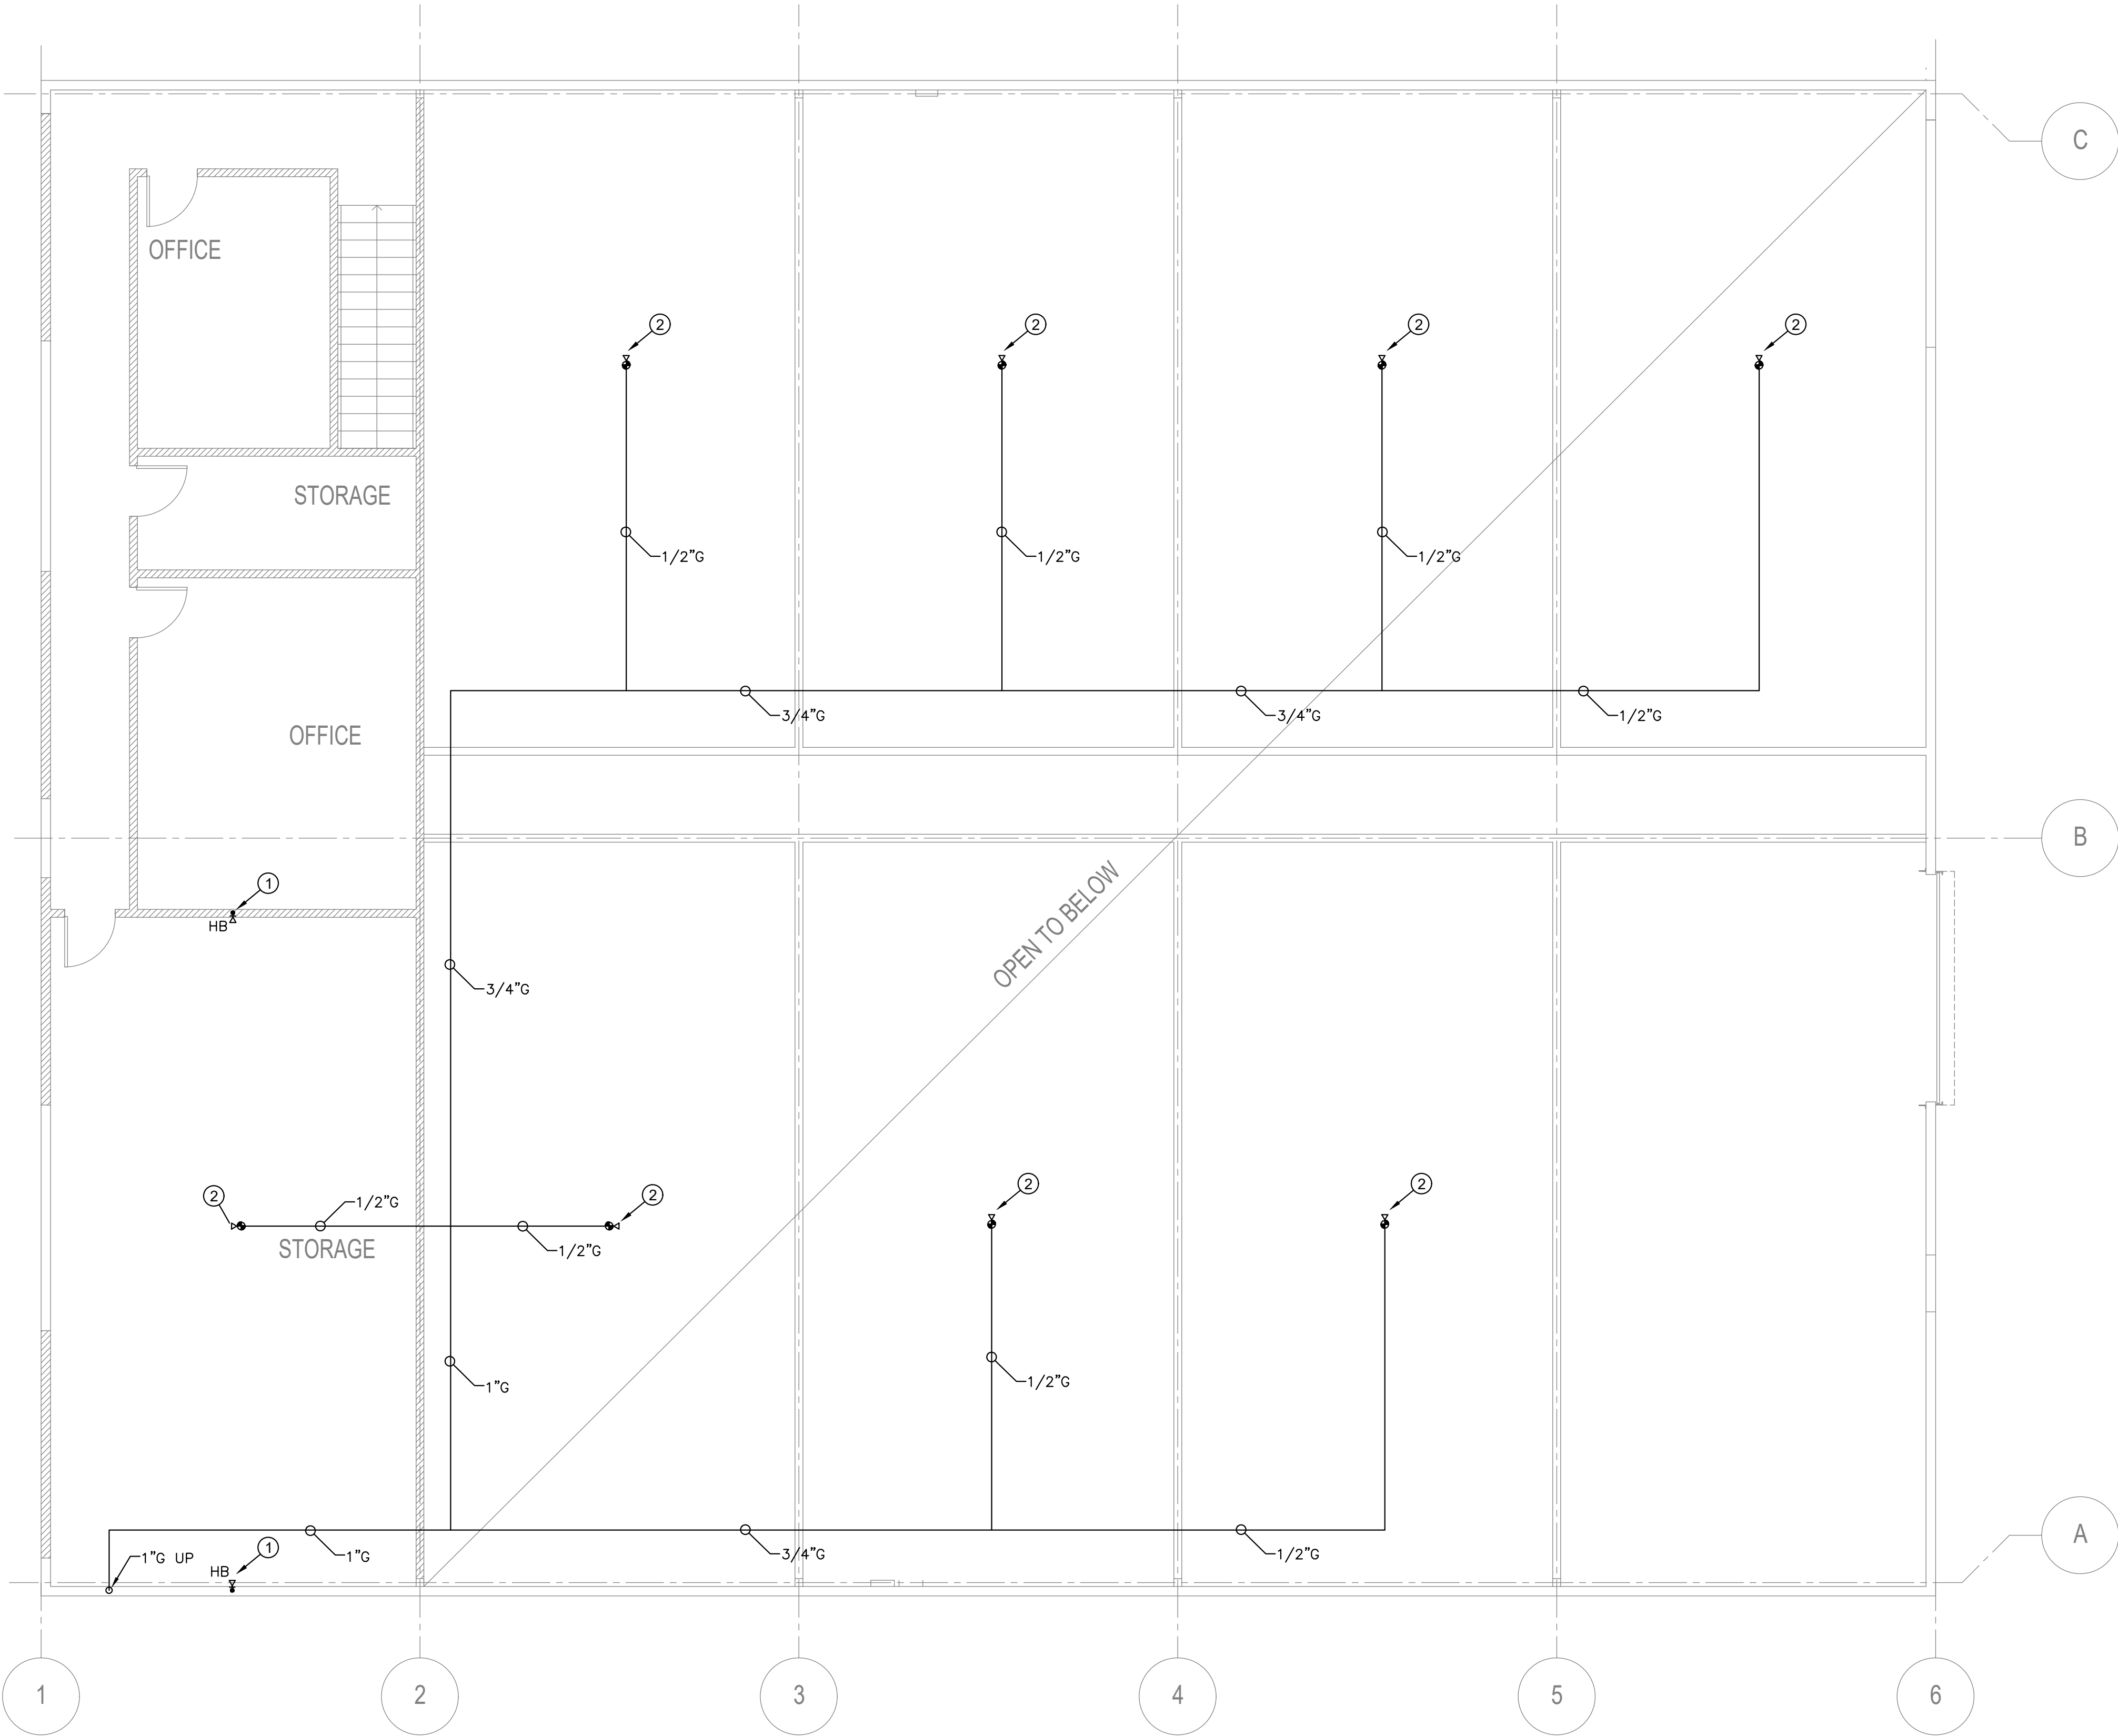 C
OFFICE
2
2
2
2
STORAGE
1/2"G
1/2"G
1/2"G
3/4"G
3/4"G
1/2"G
OFFICE
B
1
HB
OPEN TO BELOW
3/4"G
2
1/2"G
2
2
2
STORAGE
1/2"G
1"G
1/2"G
A
1"G UP
HB
1
1"G
3/4"G
1/2"G
1
2
3
4
5
6